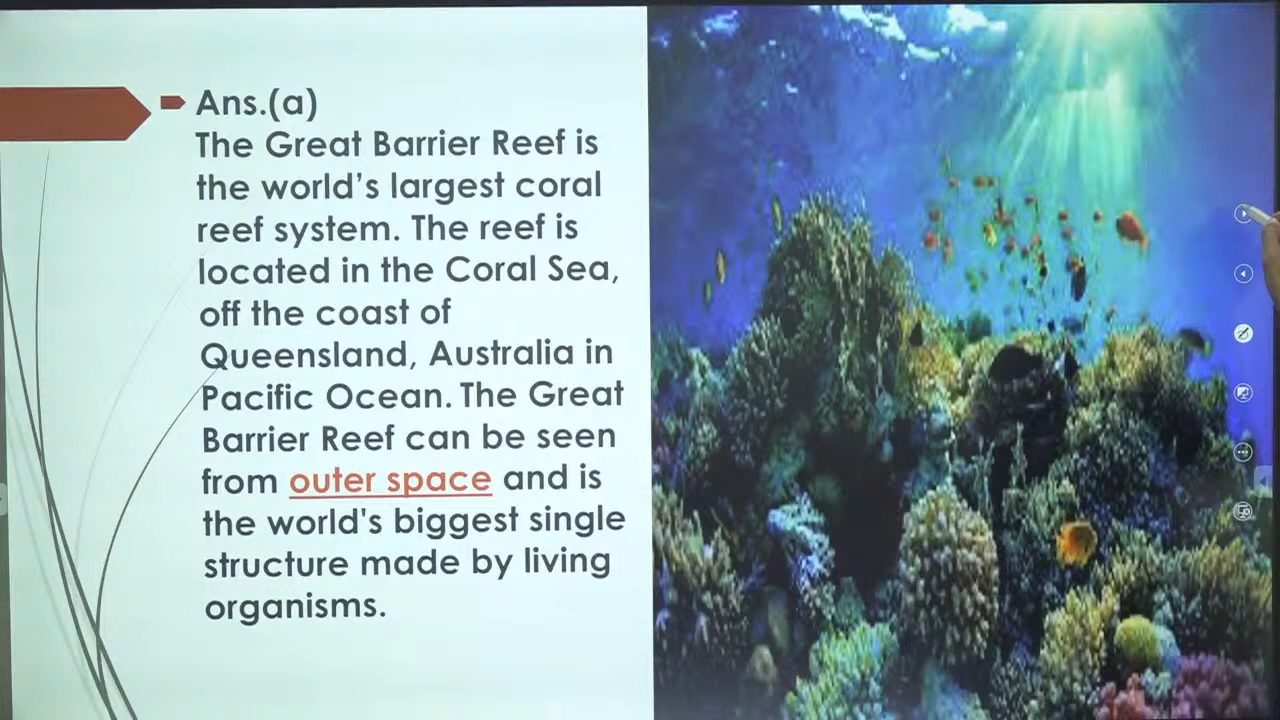 Ans.(a)
The Great Barrier Reef is
the world’s largest coral
reef system. The reef is
located in the Coral Sea,
off the coast of
Queensland, Australia in
Pacific Ocean. The Great
Barrier Reef can be seen
from outer space and is
the world's biggest single
structure made by living
organisms.